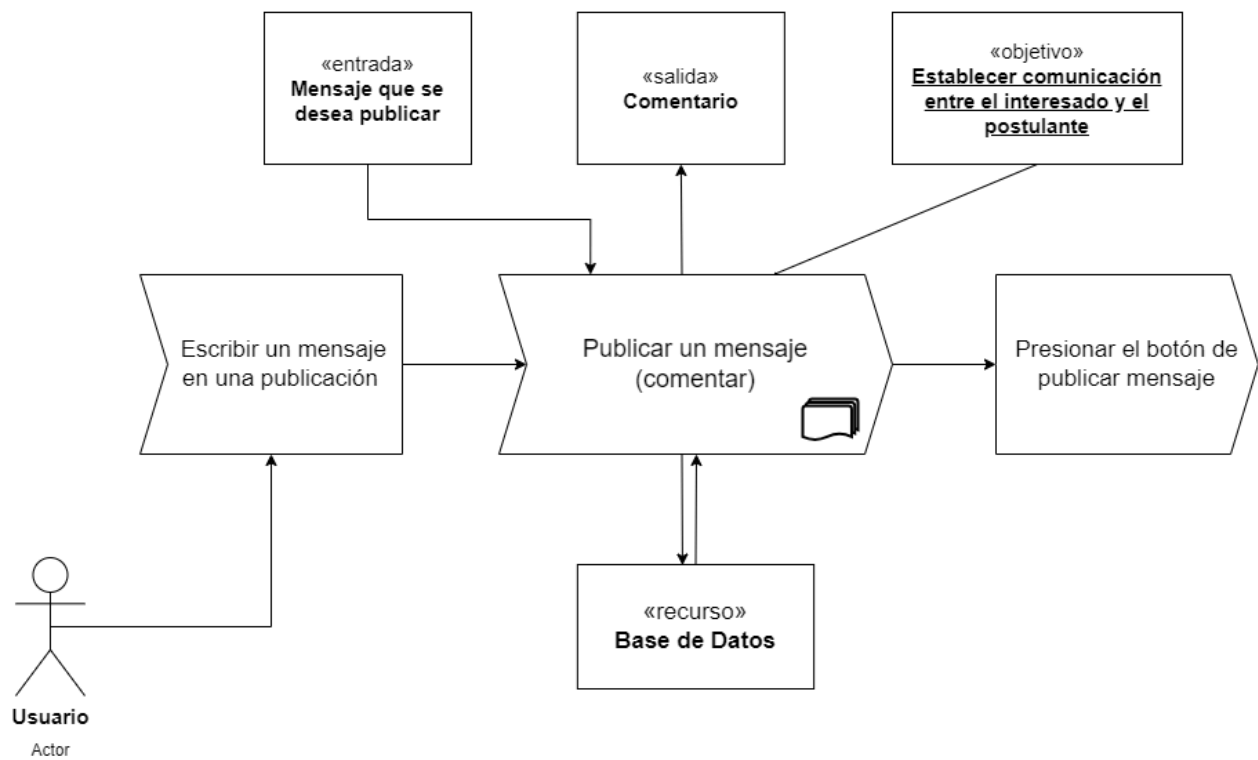 «entrada»
Mensaje que se
desea publicar
«salida»
Comentario
«objetivo»
Establecer comunicación
entre el interesado y el
postulante
Escribir un mensaje
en una publicación
Publicar un mensaje
(comentar)
Presionar el botón de
publicar mensaje
«recurso»
Base de Datos
Usuario
Actor